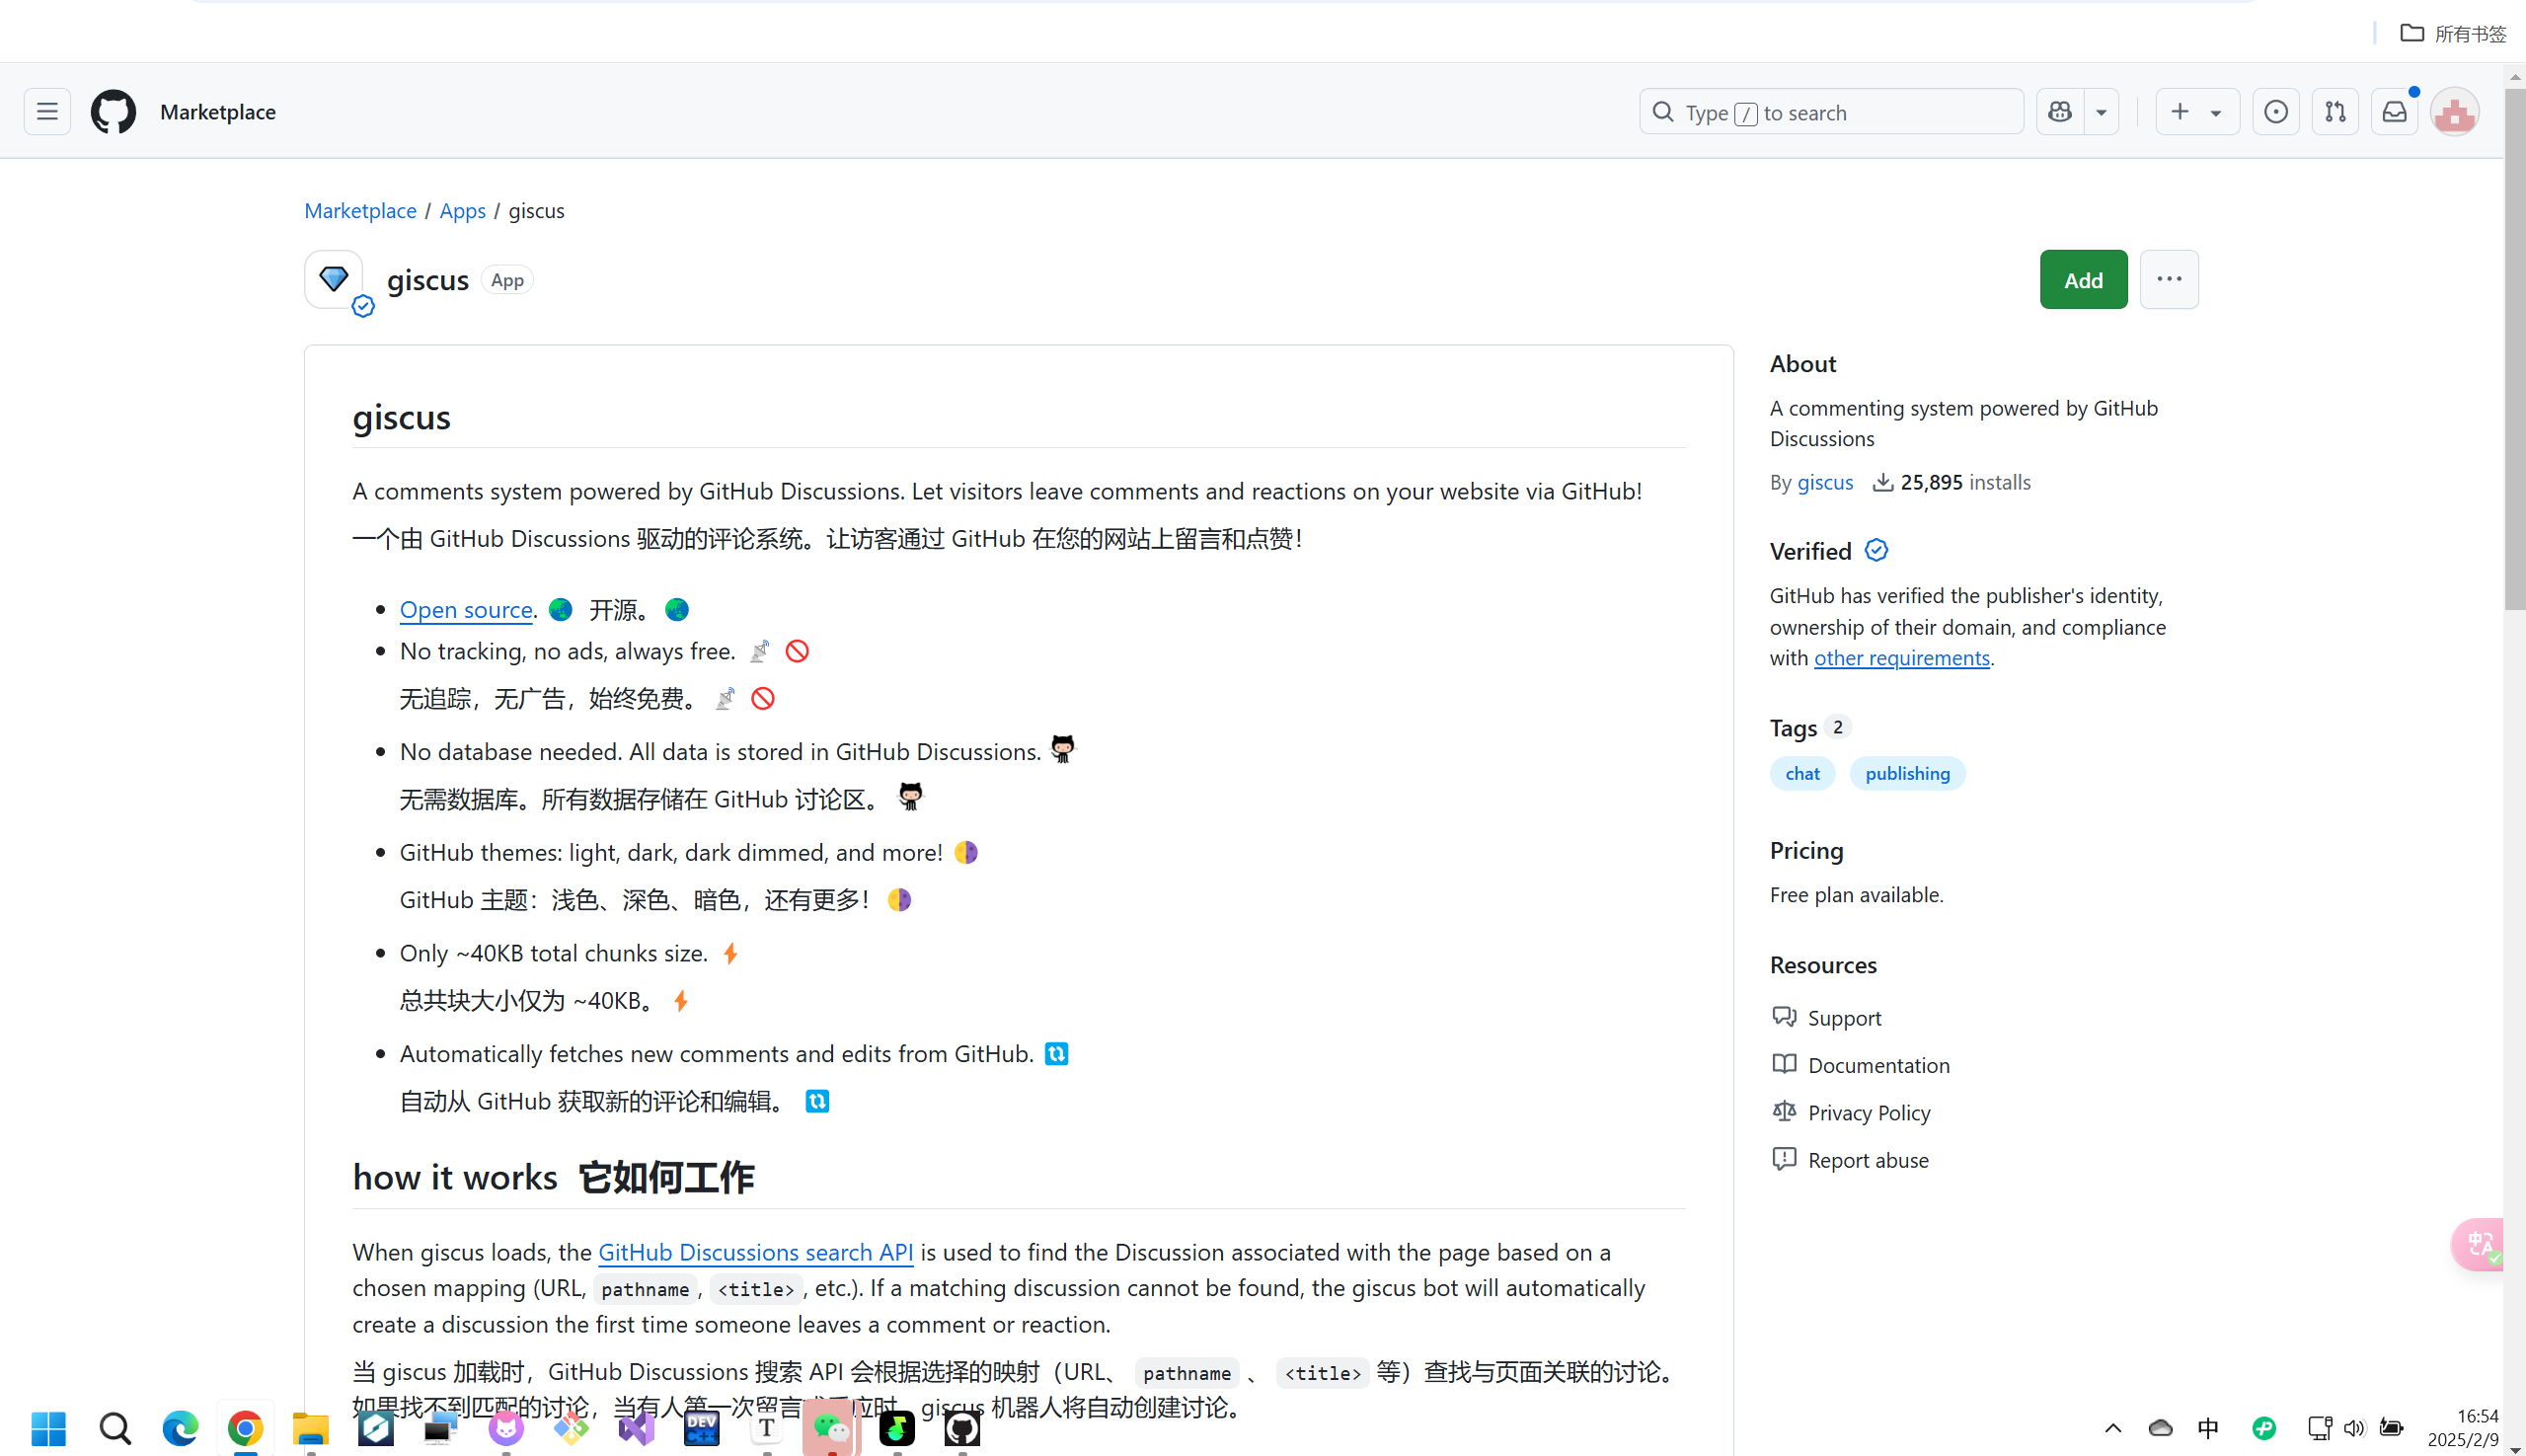 所有书签
Marketplace
Type / to search
Marketplace / Apps / giscus
giscus App
Add
giscus
A comments system powered by GitHub Discussions. Let visitors leave comments and reactions on your website via GitHub!
一个由 GitHub Discussions 驱动的评论系统。让访客通过 GitHub 在您的网站上留言和点赞！
Open source. 开源。
No tracking, no ads, always free.
无追踪，无广告，始终免费。
No database needed. All data is stored in GitHub Discussions.
无需数据库。所有数据存储在 GitHub 讨论区。
GitHub themes: light, dark, dark dimmed, and more!
GitHub 主题：浅色、深色、暗色，还有更多！
Only ~40KB total chunks size.
总共块大小仅为 ~40KB。
Automatically fetches new comments and edits from GitHub.
自动从 GitHub 获取新的评论和编辑。
how it works 它如何工作
When giscus loads, the GitHub Discussions search API is used to find the Discussion associated with the page based on a
chosen mapping (URL, pathname, <title>, etc.). If a matching discussion cannot be found, the giscus bot will automatically
create a discussion the first time someone leaves a comment or reaction.
当 giscus 加载时，GitHub Discussions 搜索 API 会根据选择的映射（URL、 pathname 、 <title> 等）查找与页面关联的讨论。
如果找不到匹配的讨论，当有人第一次留言或反应时，giscus 机器人将自动创建讨论。
About
A commenting system powered by GitHub
Discussions
By giscus 25,895 installs
Verified
GitHub has verified the publisher's identity,
ownership of their domain, and compliance
with other requirements.
Tags 2
chat publishing
Pricing
Free plan available.
Resources
Support
Documentation
Privacy Policy
Report abuse
DEV
C++
T
中
16:54
2025/2/9